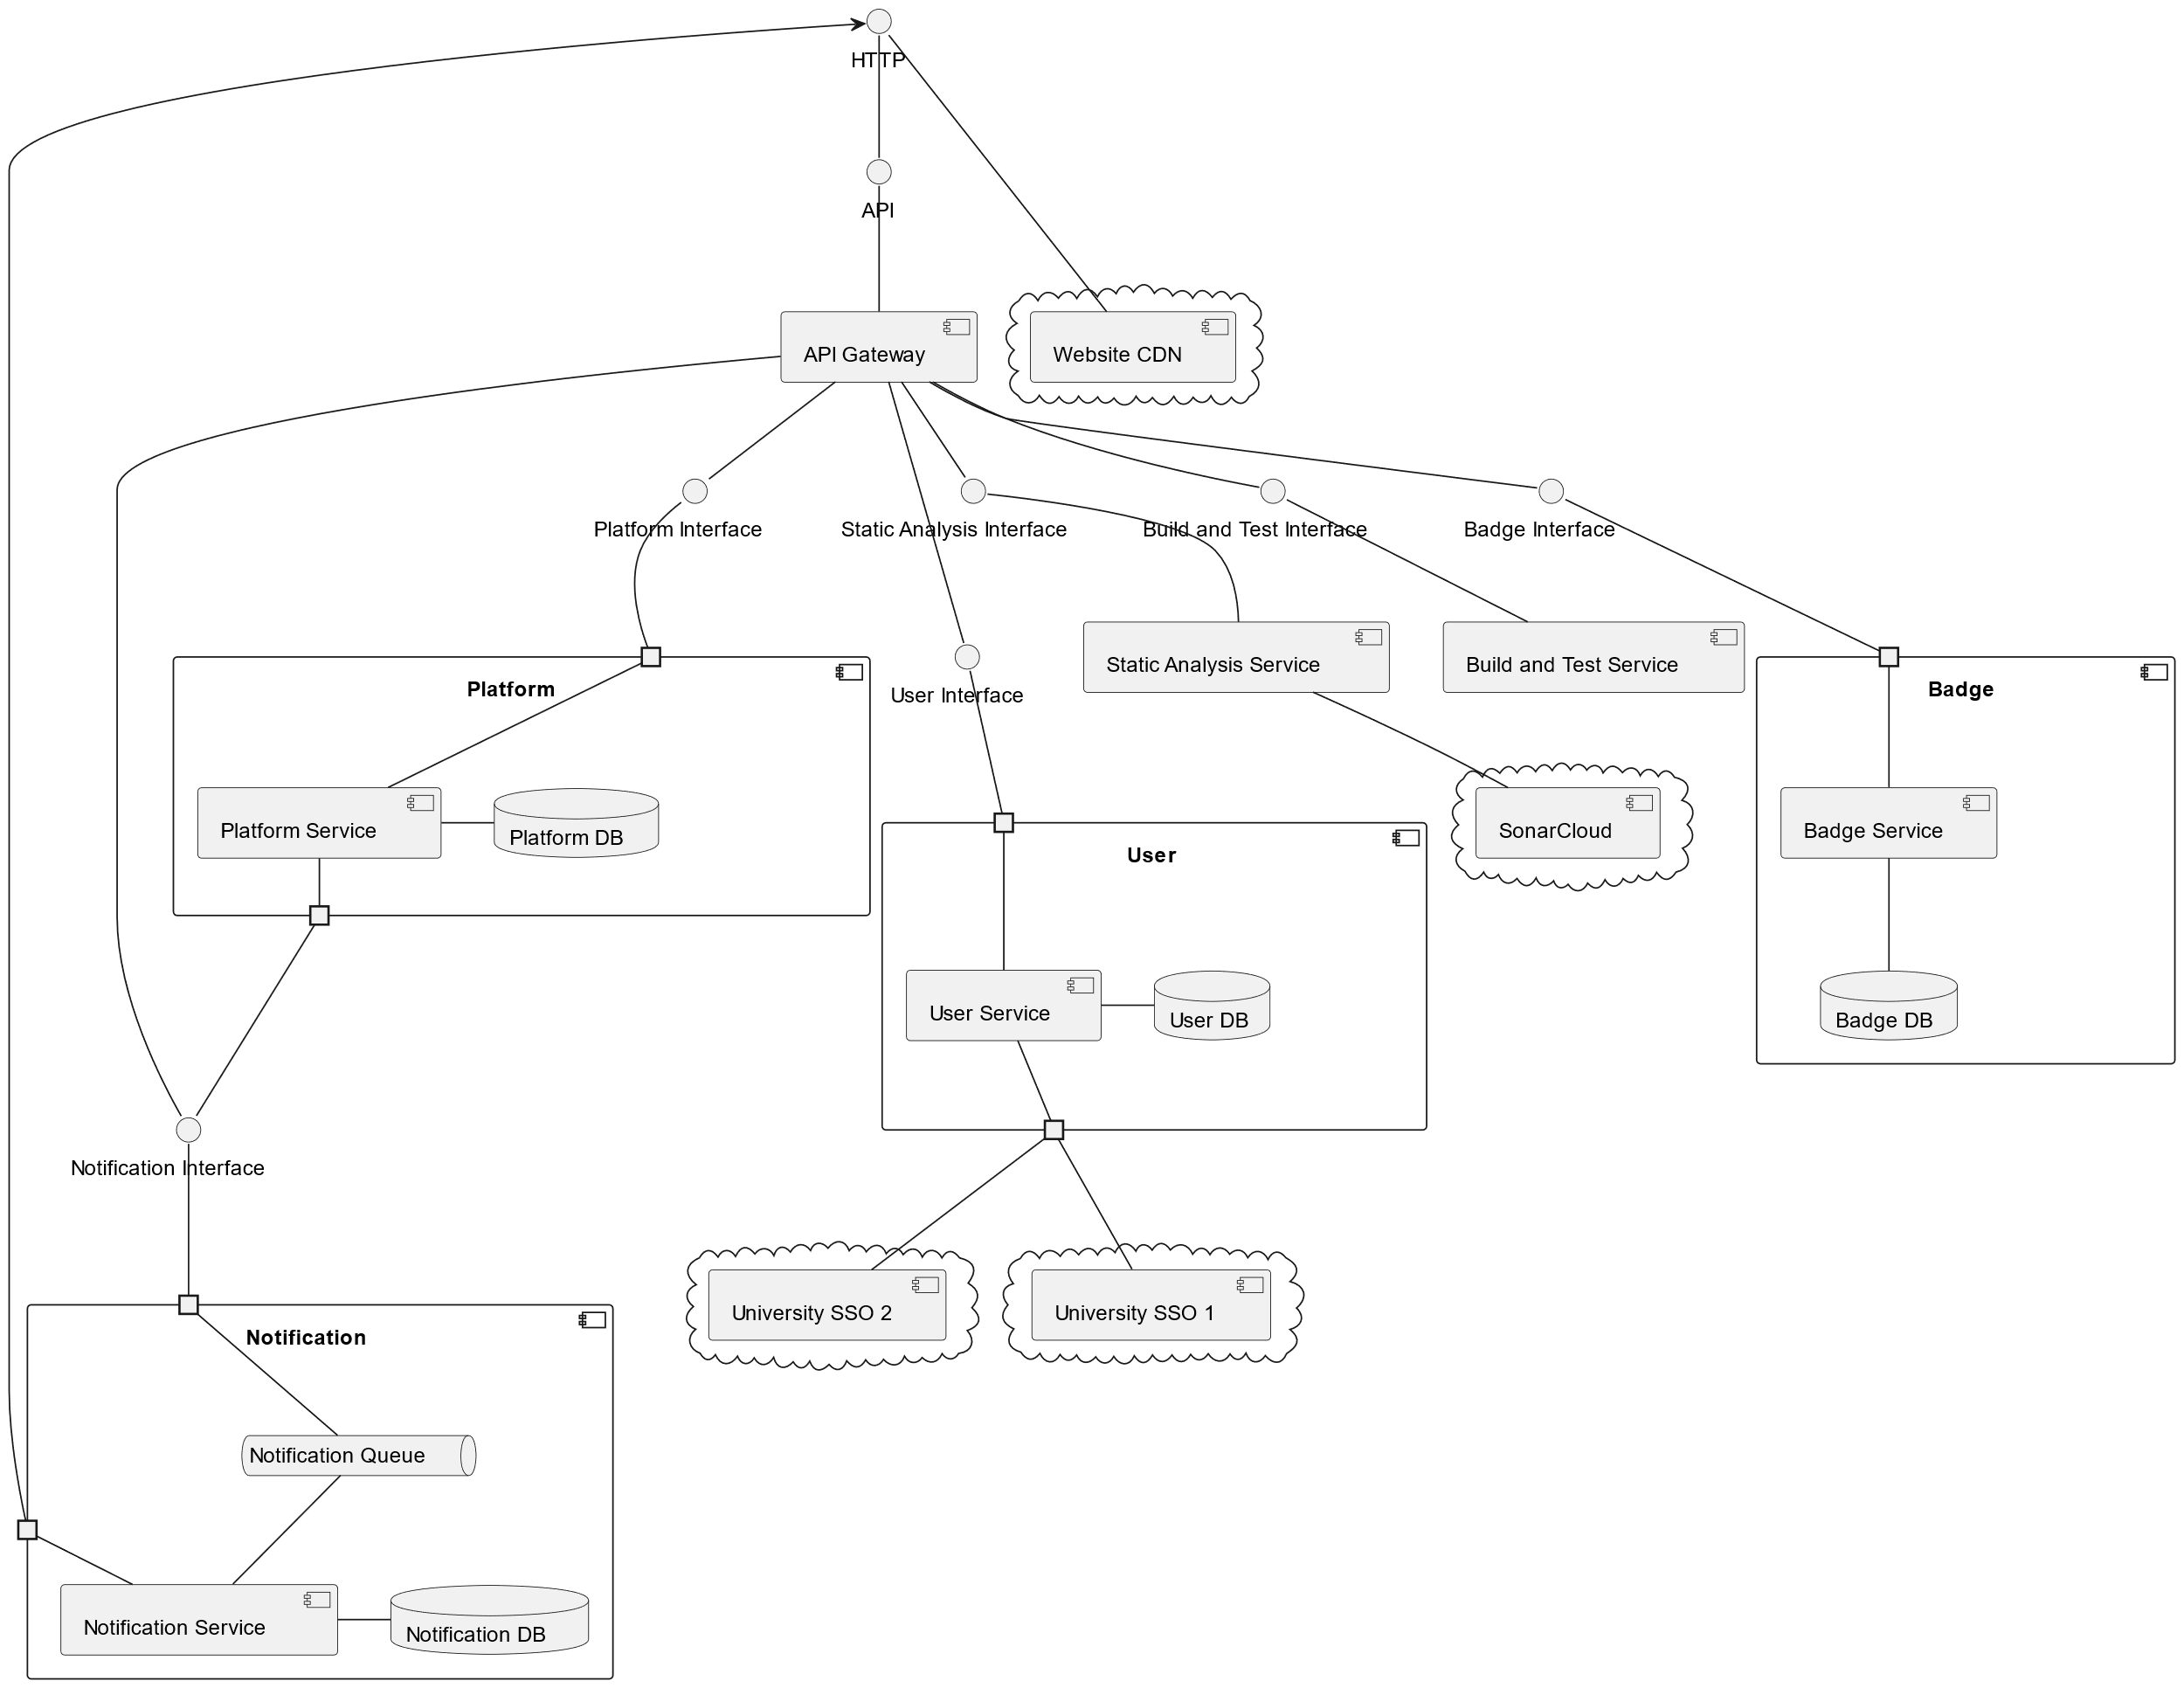 HTTP
API
API Gateway
Website CDN
Platform Interface
Static Analysis Interface
Build and Test Interface
Badge Interface
Static Analysis Service
Build and Test Service
Platform
User Interface
Badge
Platform Service
Platform DB
SonarCloud
Badge Service
User
User Service
User DB
Badge DB
Notification Interface
University SSO 2
University SSO 1
Notification
Notification Queue
Notification Service
Notification DB